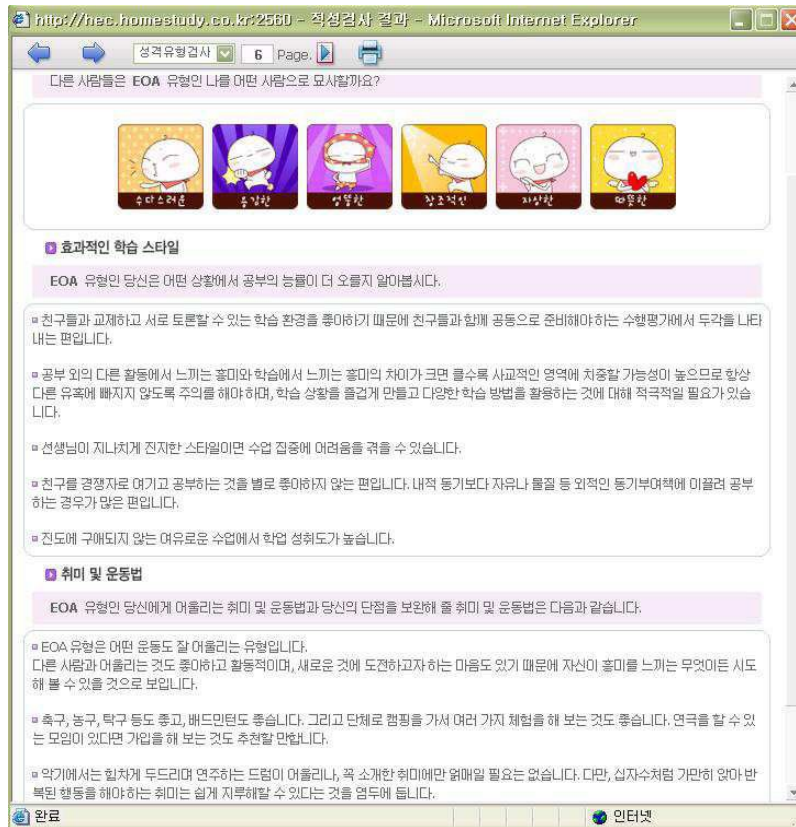 http://hec.homestudy.co.kr:2560 - 적성검사 결과 - Microsoft Internet Explorer
성격유형검사 6 Page.
다른 사람들은 EOA 유형인 나를 어떤 사람으로 묘사할까요?
수다스러운 용감한 엉뚱한 창조적인 자상한 따뜻한
효과적인 학습 스타일
EOA 유형인 당신은 어떤 상황에서 공부의 능률이 더 오를지 알아봅시다.
친구들과 교제하고 서로 토론할 수 있는 학습 환경을 좋아하기 때문에 친구들과 함께 공동으로 준비해야 하는 수행평가에서 두각을 나타
내는 편입니다.
공부 외의 다른 활동에서 느끼는 흥미와 학습에서 느끼는 흥미의 차이가 크면 클수록 사교적인 영역에 치중할 가능성이 높으므로 항상
다른 유혹에 빠지지 않도록 주의를 해야 하며, 학습 상황을 즐겁게 만들고 다양한 학습 방법을 활용하는 것에 대해 적극적일 필요가 있습
니다.
선생님이 지나치게 진지한 스타일이면 수업 집중에 어려움을 겪을 수 있습니다.
친구를 경쟁자로 여기고 공부하는 것을 별로 좋아하지 않는 편입니다. 내적 동기보다 자유나 물질 등 외적인 동기부여책에 이끌려 공부
하는 경우가 많은 편입니다.
진도에 구애되지 않는 여유로운 수업에서 학업 성취도가 높습니다.
취미 및 운동법
EOA 유형인 당신에게 어울리는 취미 및 운동법과 당신의 단점을 보완해 줄 취미 및 운동법은 다음과 같습니다.
EOA 유형은 어떤 운동도 잘 어울리는 유형입니다.
다른 사람과 어울리는 것도 좋아하고 활동적이며, 새로운 것에 도전하고자 하는 마음도 있기 때문에 자신이 흥미를 느끼는 무엇이든 시도
해 볼 수 있을 것으로 보입니다.
축구, 농구, 탁구 등도 좋고, 배드민턴도 좋습니다. 그리고 단체로 캠핑을 가서 여러 가지 체험을 해 보는 것도 좋습니다. 연극을 할 수 있
는 모임이 있다면 가입을 해 보는 것도 추천할 만합니다.
악기에서는 힘차게 두드리며 연주하는 드럼이 어울리나, 꼭 소개한 취미에만 얽매일 필요는 없습니다. 다만, 십자수처럼 가만히 앉아 반
복된 행동을 해야 하는 취미는 쉽게 지루해할 수 있다는 것을 염두에 둡니다.
완료 인터넷